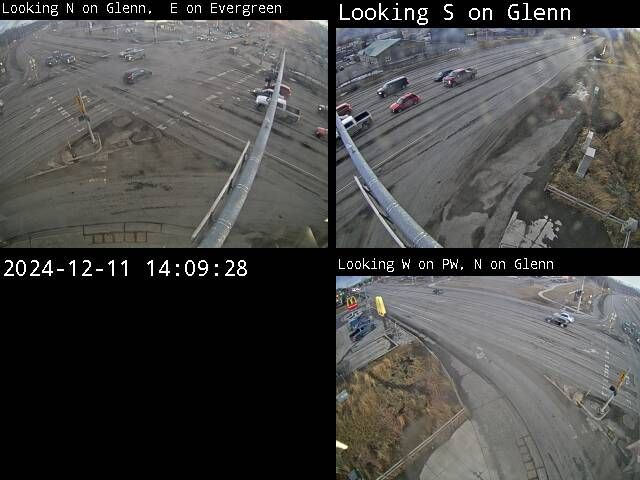 Looking N on Glenn,  E on Evergreen
Looking S on Glenn
2024-12-11 14:09:28
Looking W on PW, N on Glenn